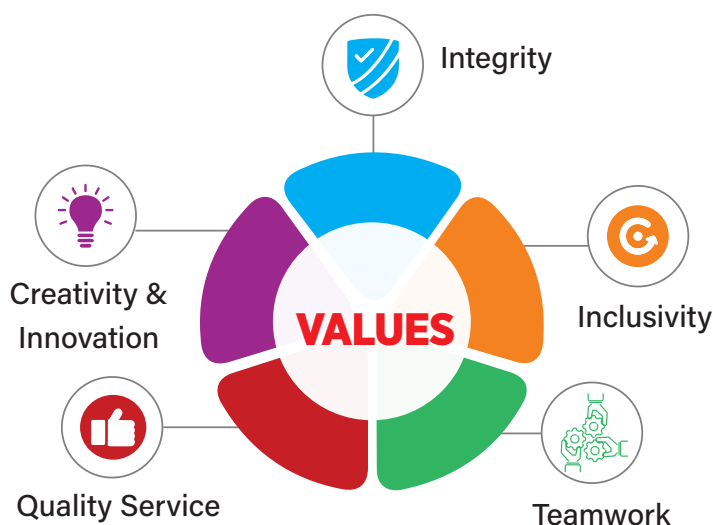 Integrity
Creativity &
Innovation
VALUES
Inclusivity
Quality Service
Teamwork